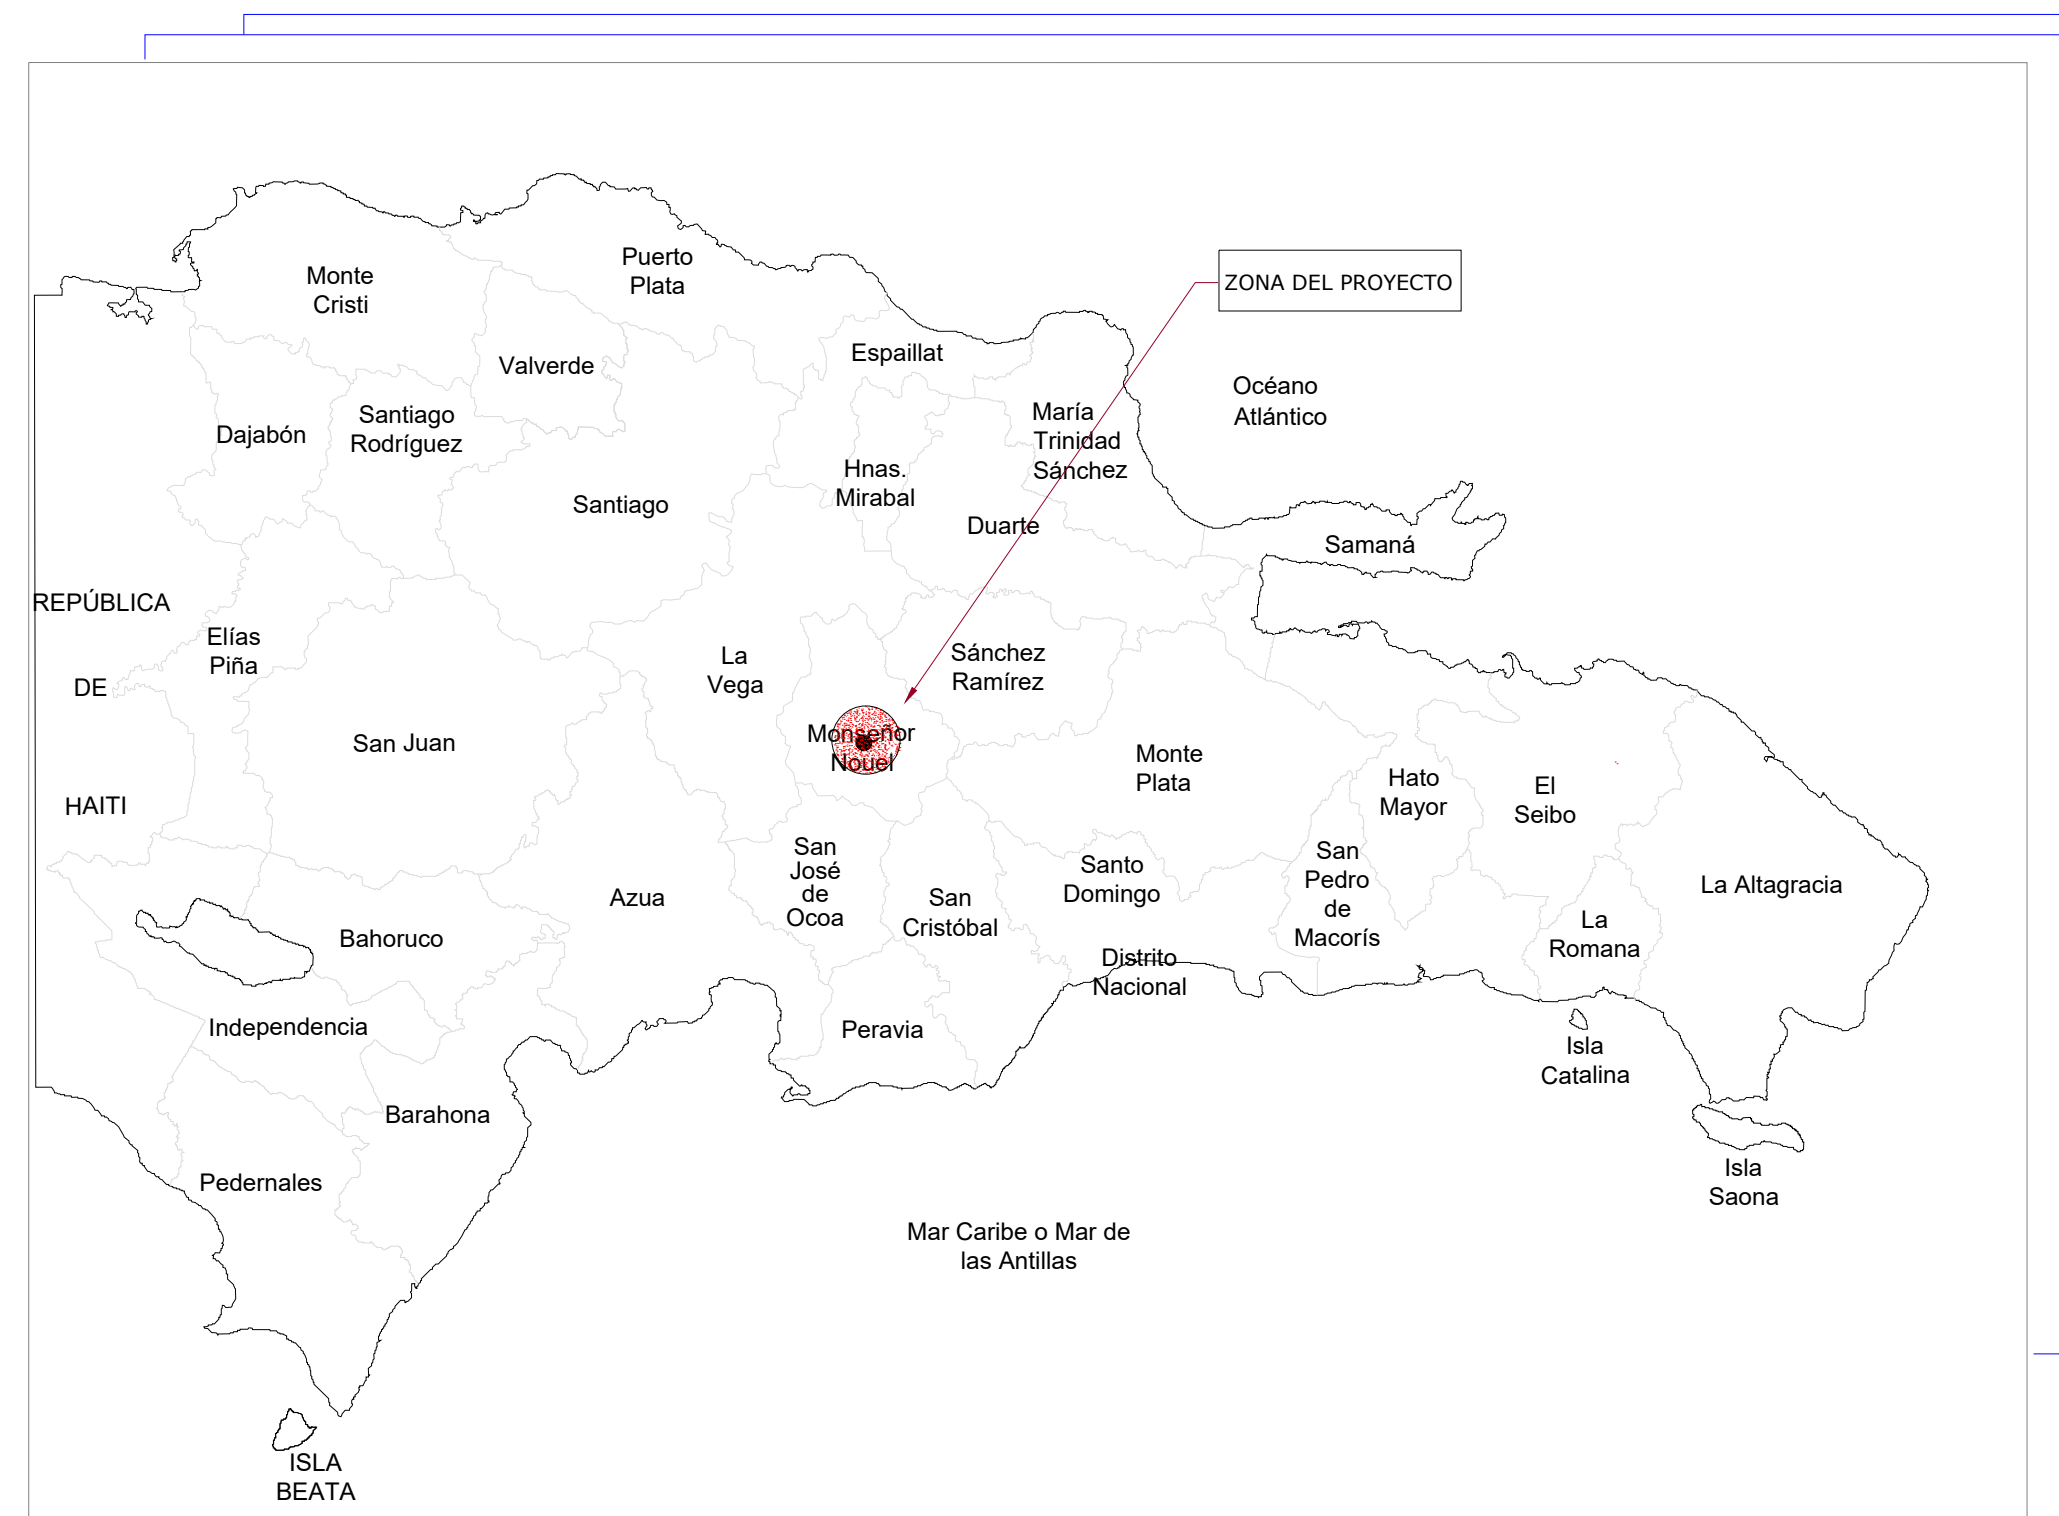 Puerto
Plata
Monte
Cristi
ZONA DEL PROYECTO
Espaillat
Valverde
Océano
Atlántico
Santiago
Rodríguez
Dajabón
María
Trinidad
Sánchez
Hnas.
Mirabal
Santiago
Duarte
Samaná
REPÚBLICA
DE
HAITI
Elías
Piña
La
Vega
Sánchez
Ramírez
San Juan
Monseñor
Nouel
Monte
Plata
Hato
Mayor
El
Seibo
San
José
de
Ocoa
Azua
San
Cristóbal
Santo
Domingo
San
Pedro
de
Macorís
La Altagracia
La
Romana
Bahoruco
Distrito
Nacional
Independencia
Peravia
Isla
Catalina
Barahona
Pedernales
Isla
Saona
Mar Caribe o Mar de
las Antillas
ISLA
BEATA